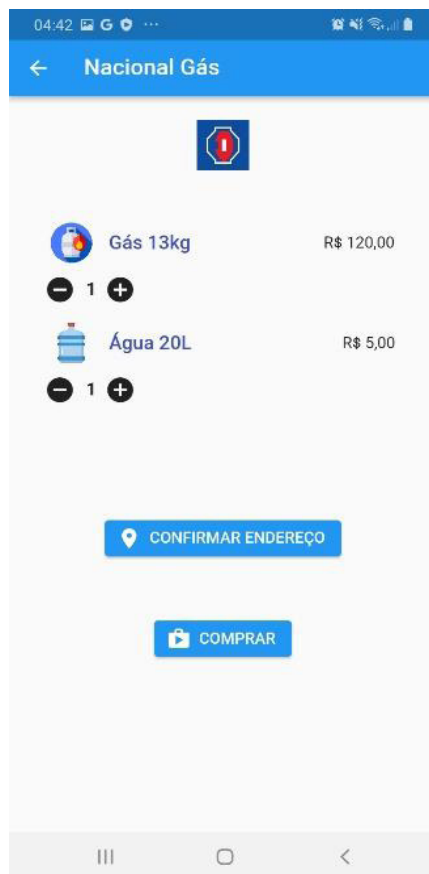 04:42
Nacional Gás
Gás 13kg R$ 120,00
1
Água 20L R$ 5,00
1
CONFIRMAR ENDEREÇO
COMPRAR